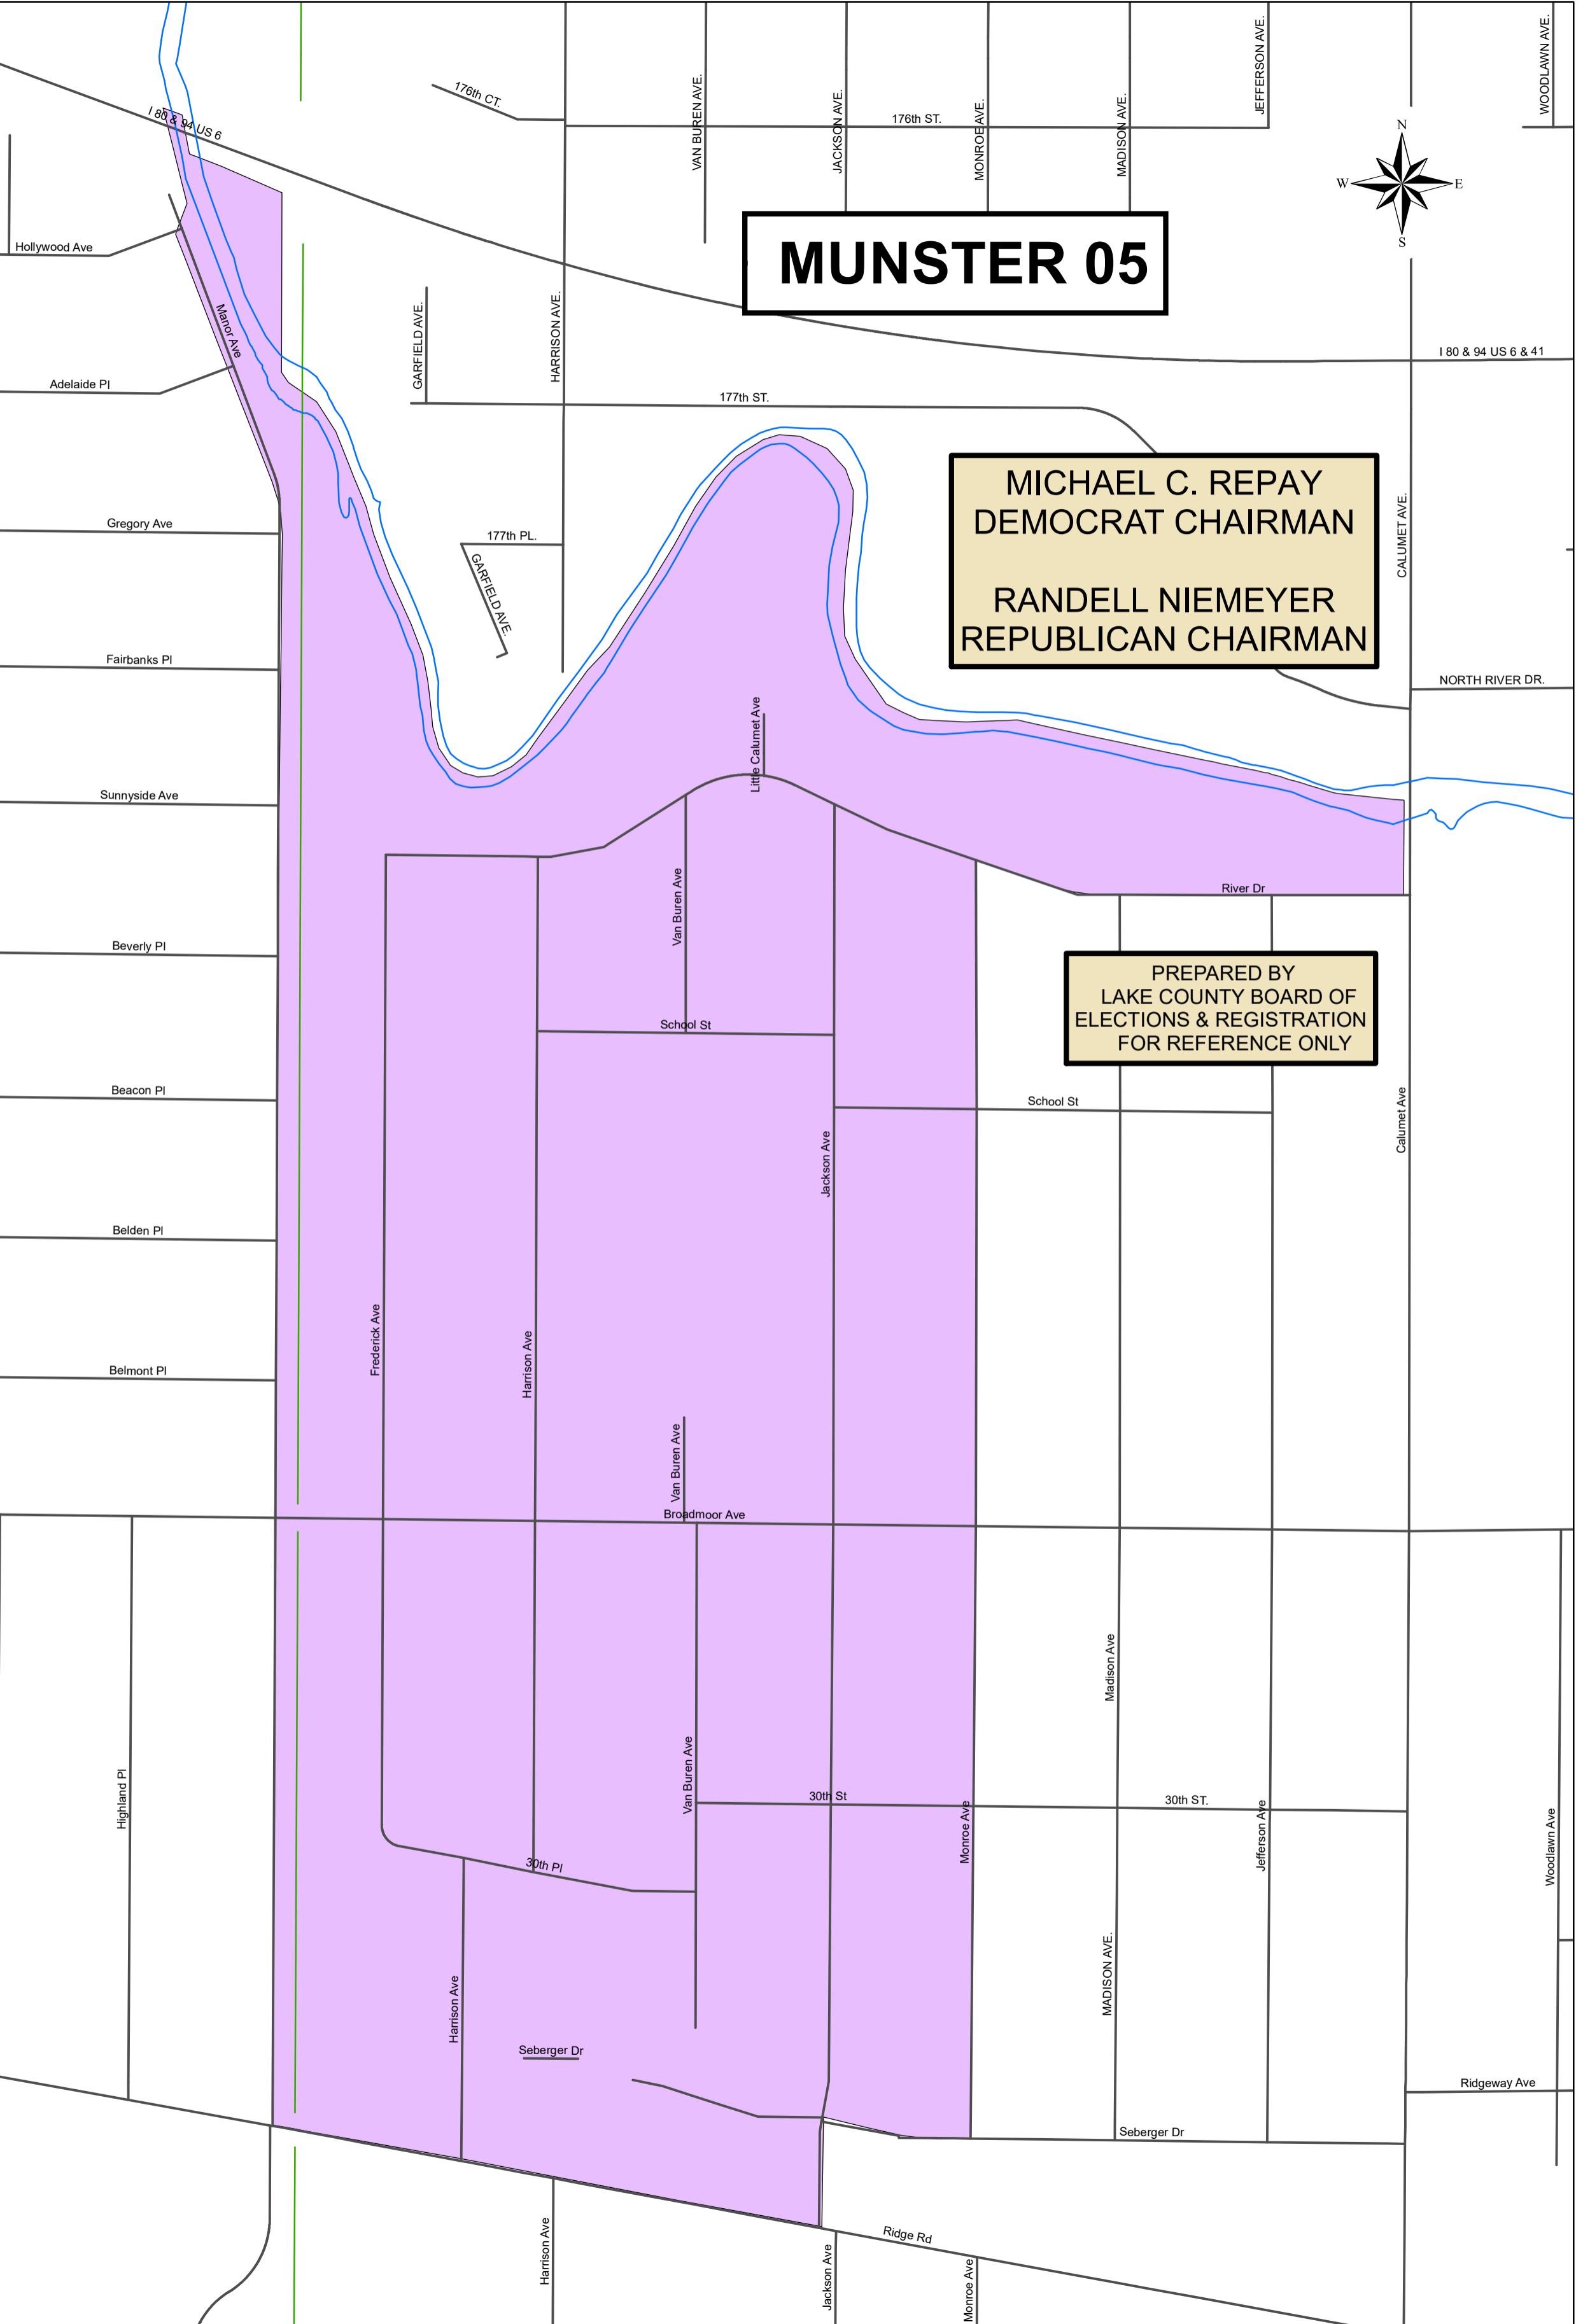 WOODLAWN AVE.
JEFFERSON AVE.
176th CT.
I 80 & 94 US 6
VAN BUREN AVE.
JACKSON AVE.
176th ST.
MONROE AVE.
MADISON AVE.
N
W
E
S
MUNSTER 05
Hollywood Ave
Manor Ave
GARFIELD AVE.
HARRISON AVE.
I 80 & 94 US 6 & 41
Adelaide Pl
177th ST.
MICHAEL C. REPAY
DEMOCRAT CHAIRMAN
RANDELL NIEMEYER
REPUBLICAN CHAIRMAN
CALUMET AVE.
Gregory Ave
177th PL.
GARFIELD AVE.
Fairbanks Pl
NORTH RIVER DR.
Little Calumet Ave
Sunnyside Ave
River Dr
Van Buren Ave
Beverly Pl
PREPARED BY
LAKE COUNTY BOARD OF
ELECTIONS & REGISTRATION
FOR REFERENCE ONLY
School St
Beacon Pl
School St
Calumet Ave
Jackson Ave
Belden Pl
Frederick Ave
Harrison Ave
Belmont Pl
Van Buren Ave
Broadmoor Ave
Madison Ave
Highland Pl
Van Buren Ave
30th St
30th ST.
Monroe Ave
Jefferson Ave
Woodlawn Ave
30th Pl
MADISON AVE.
Harrison Ave
Seberger Dr
Ridgeway Ave
Seberger Dr
Ridge Rd
Harrison Ave
Jackson Ave
Monroe Ave